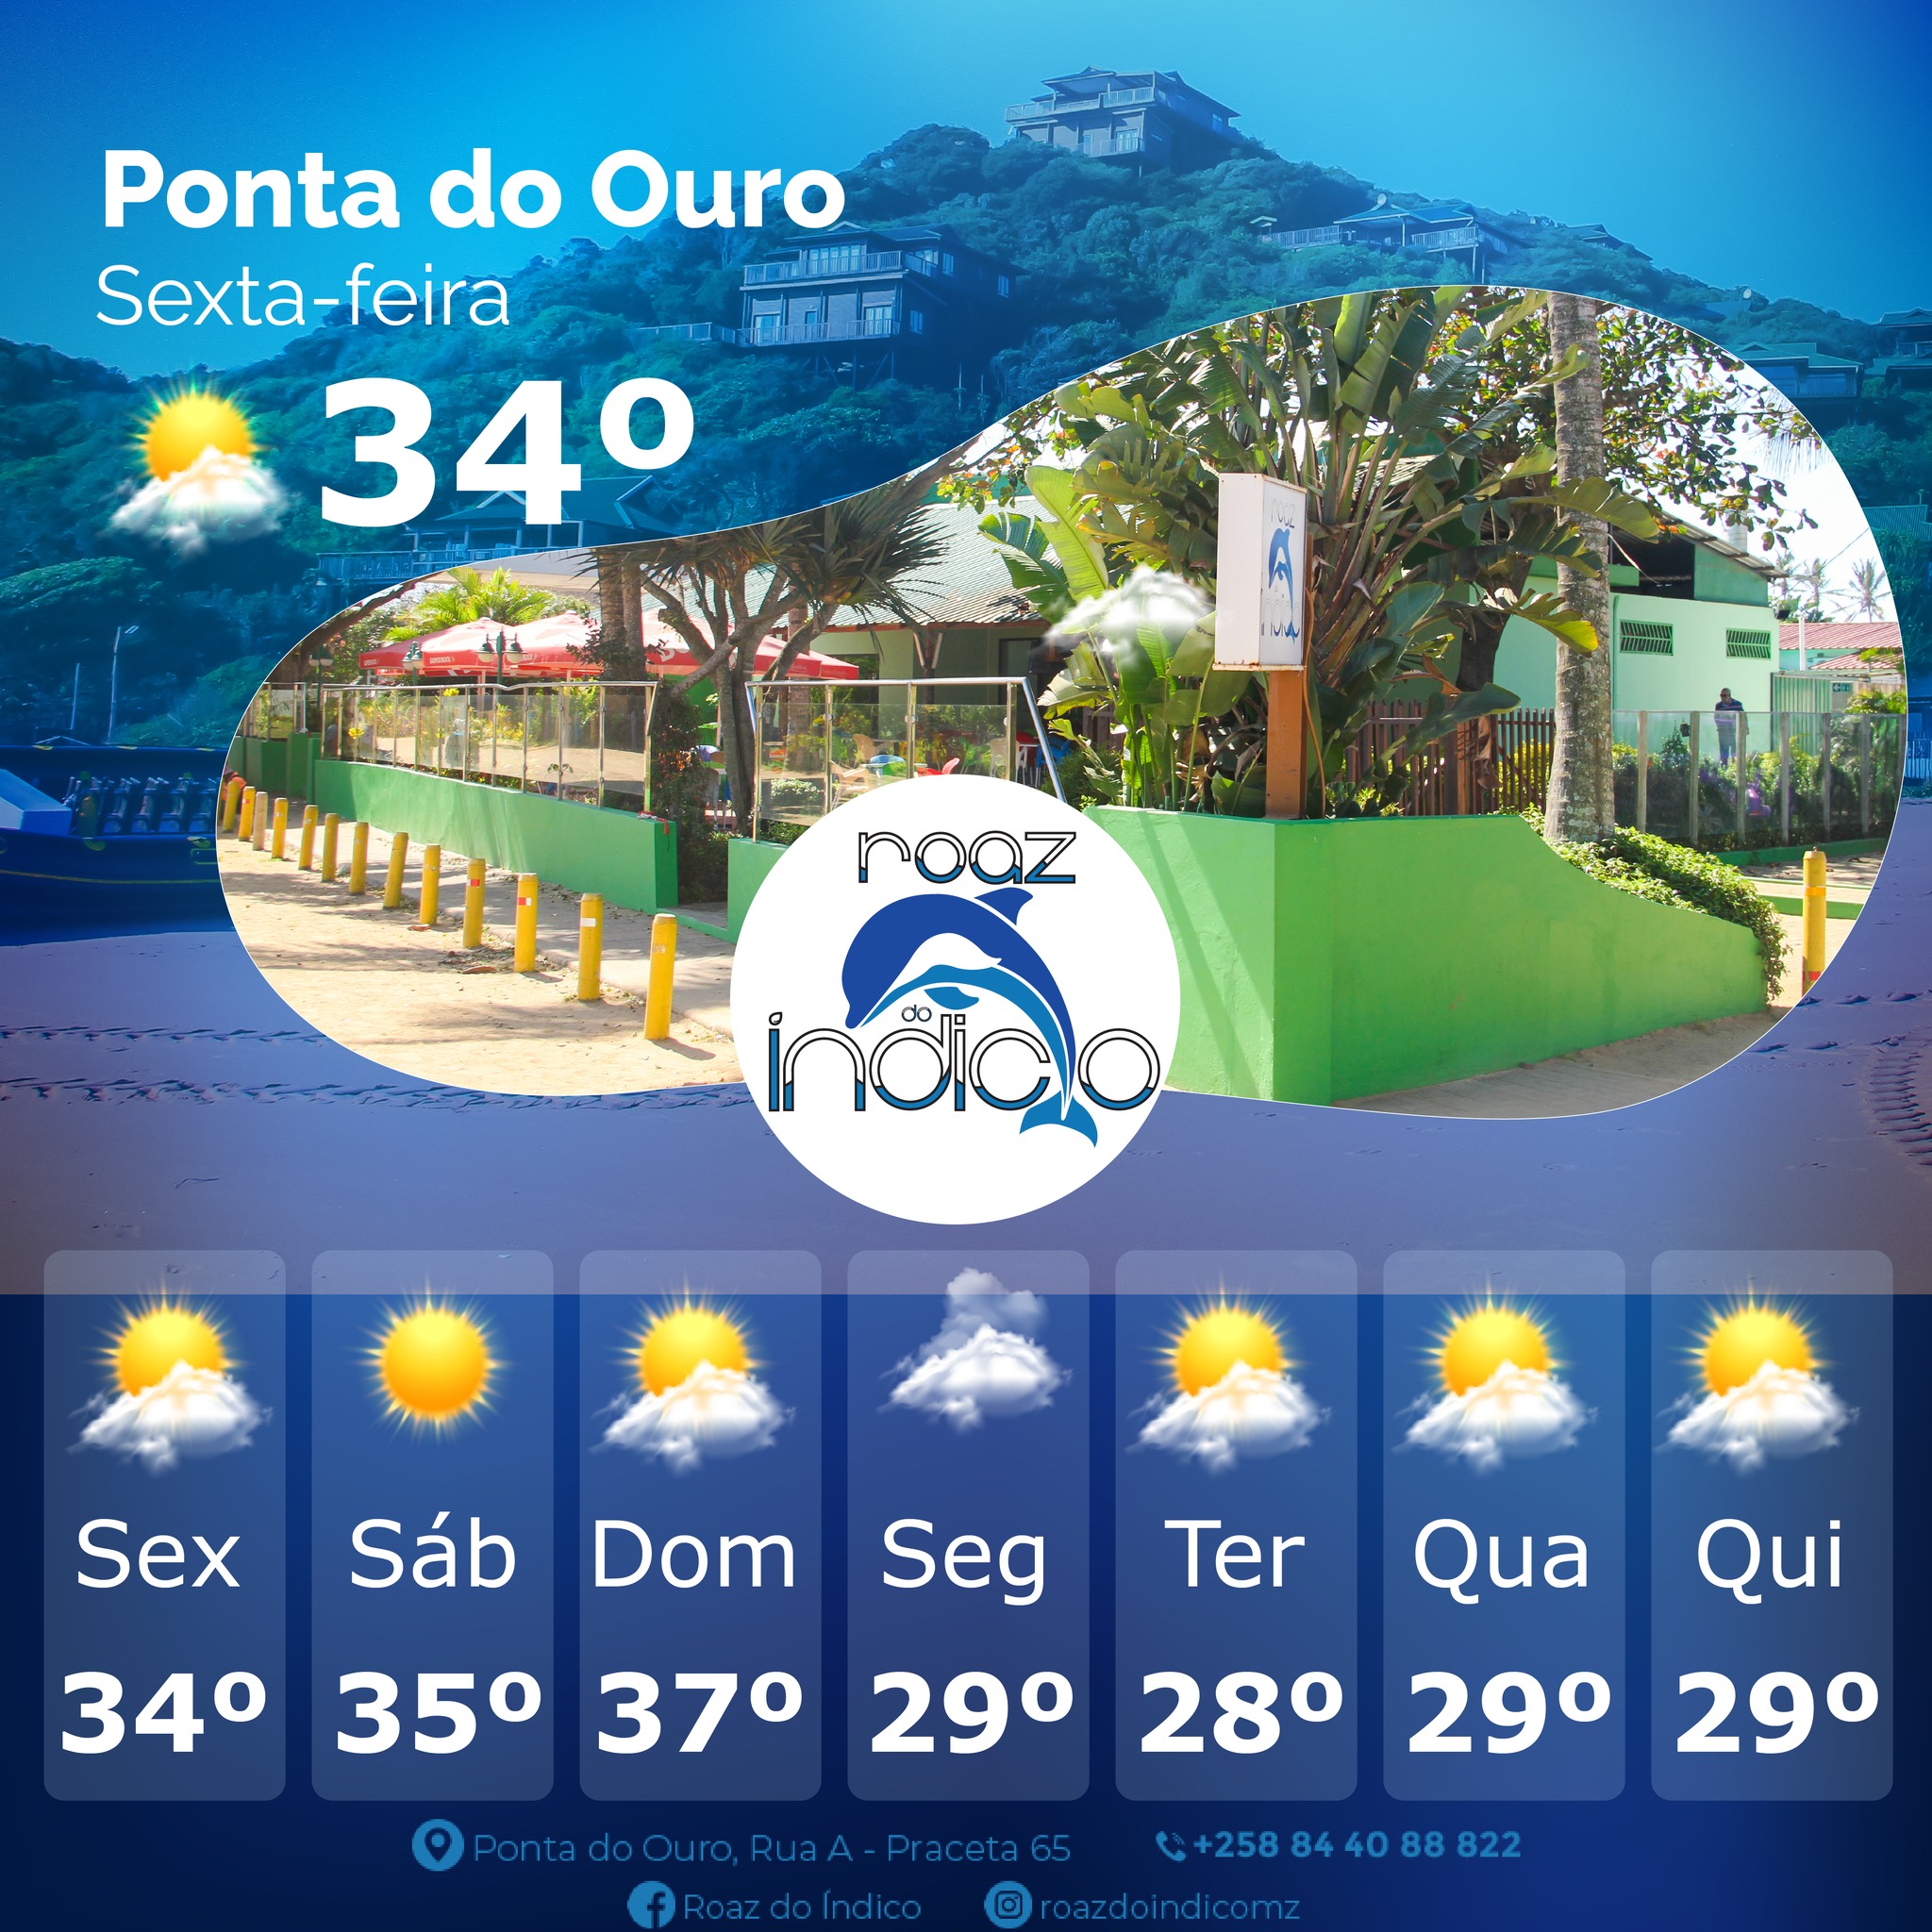 Ponta do Ouro
Sexta-feira
34º
roaz
índico
roaz
do
índico
Sex Sáb Dom Seg Ter Qua Qui
34º 35º 37º 29º 28º 29º 29º
Ponta do Ouro, Rua A - Praceta 65 +258 84 40 88 822
Roaz do Índico roazdoindicomz